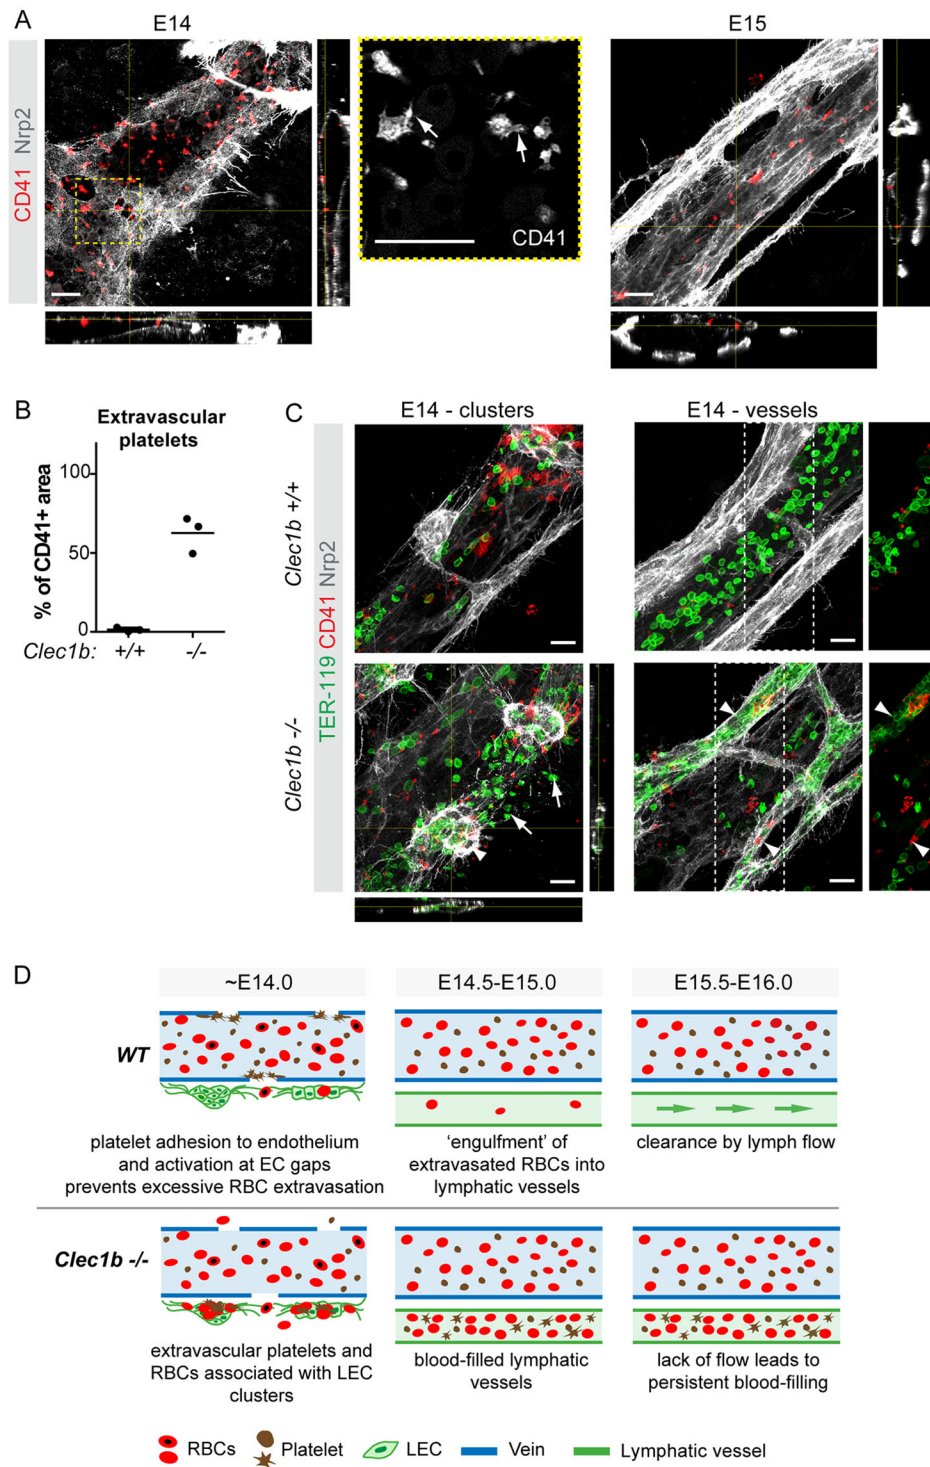 A
E14
E15
CD41 Nrp2
CD41
B
Extravascular
platelets
% of CD41+ area
100
50
0
Clec1b: +/+ -/-
C
E14 - clusters
E14 - vessels
TER-119 CD41 Nrp2
Clec1b +/+
Clec1b -/-
D
~E14.0
E14.5-E15.0
E15.5-E16.0
WT
platelet adhesion to endothelium
and activation at EC gaps
prevents excessive RBC extravasation
‘engulfment’ of
extravasated RBCs into
lymphatic vessels
clearance by lymph flow
Clec1b -/-
extravascular platelets and
RBCs associated with LEC
clusters
blood-filled lymphatic
vessels
lack of flow leads to
persistent blood-filling
RBCs
Platelet
LEC
Vein
Lymphatic vessel